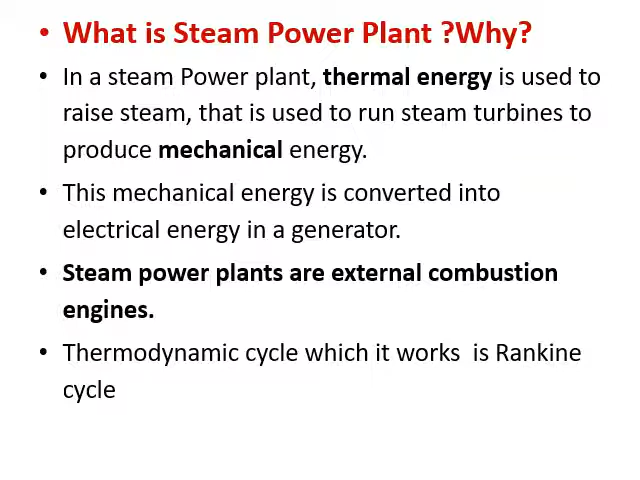 • What is Steam Power Plant ?Why?
• In a steam Power plant, thermal energy is used to
raise steam, that is used to run steam turbines to
produce mechanical energy.
• This mechanical energy is converted into
electrical energy in a generator.
• Steam power plants are external combustion
engines.
• Thermodynamic cycle which it works  is Rankine
cycle